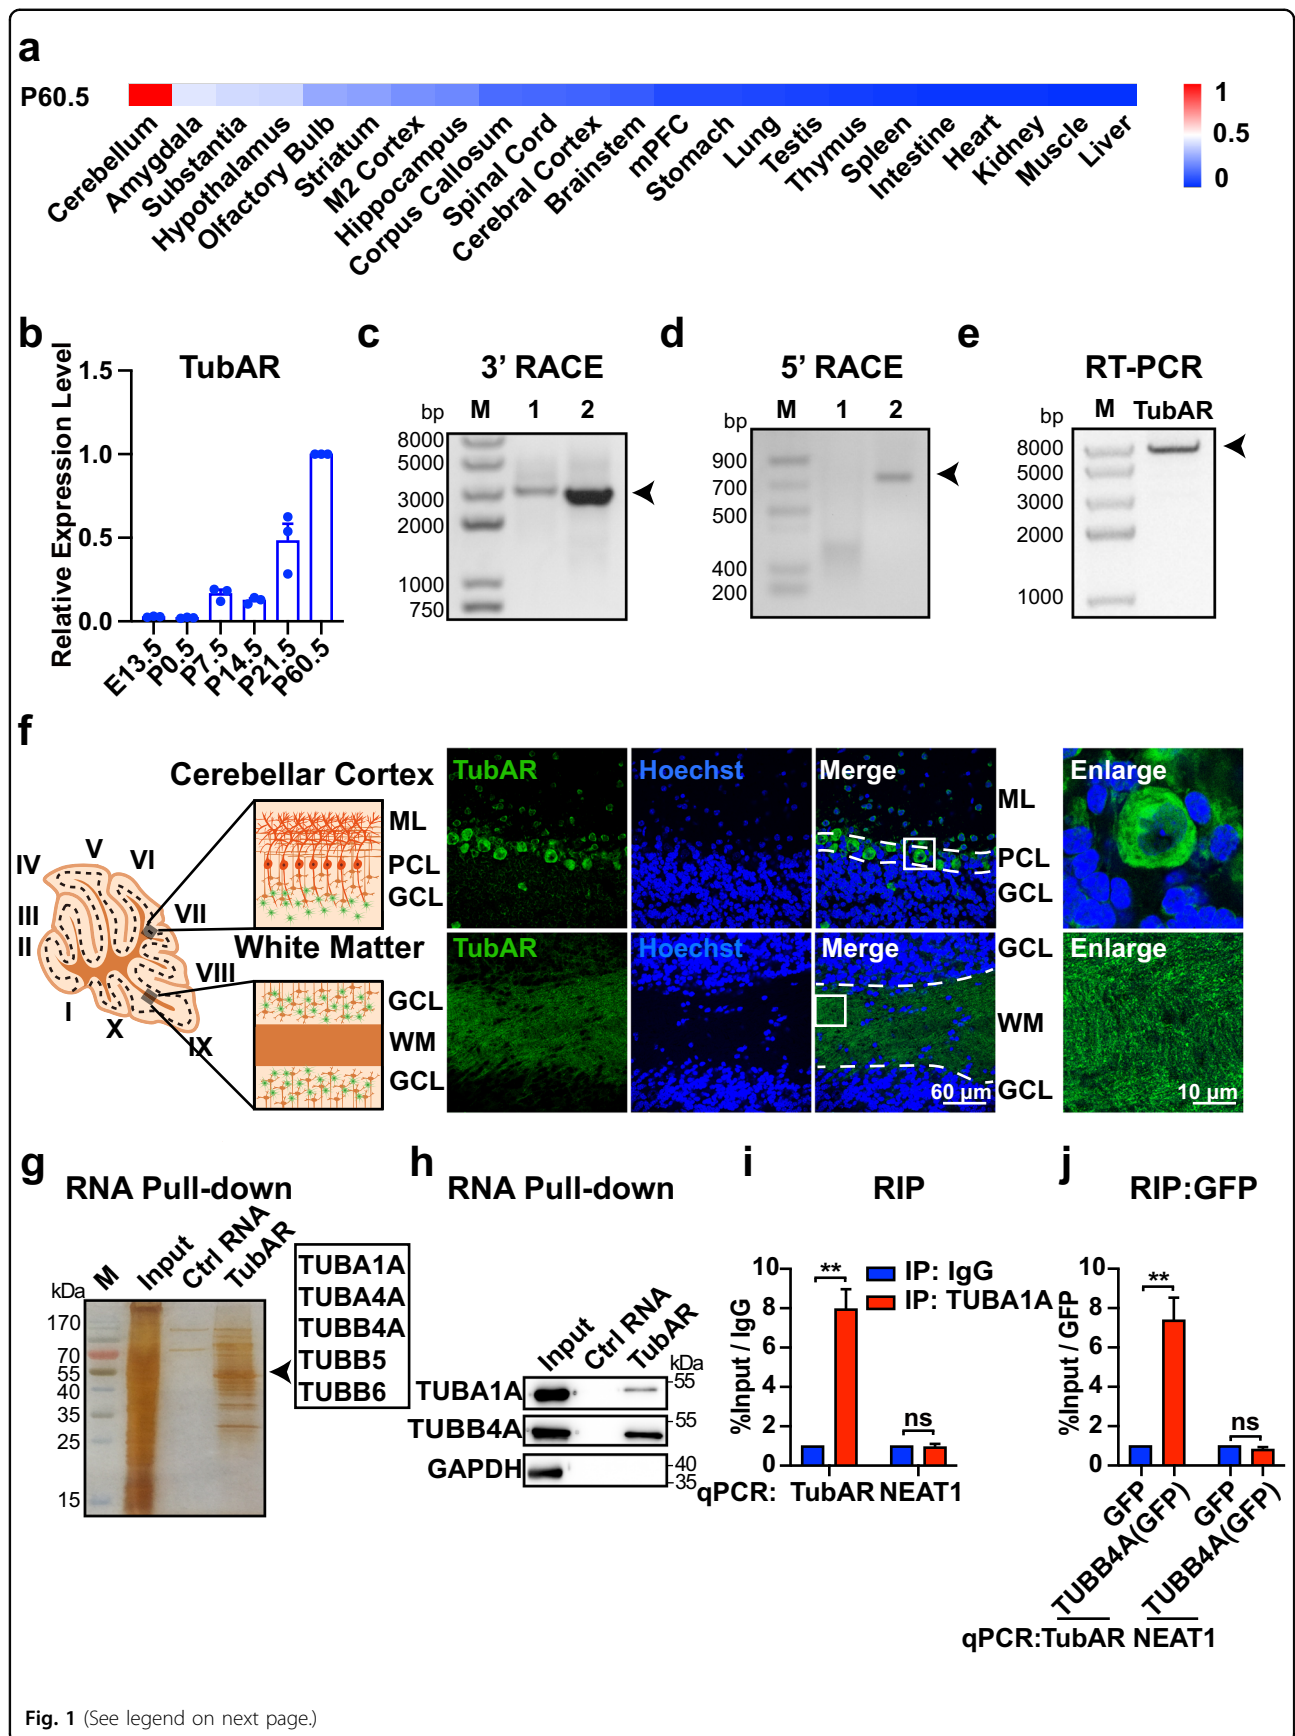 a
P60.5
Cerebellum
Amygdala
Substantia
Hypothalamus
Olfactory Bulb
Striatum
M2 Cortex
Hippocampus
Corpus Callosum
Spinal Cord
Cerebral Cortex
Brainstem
mPFC
Stomach
Lung
Testis
Thymus
Spleen
Intestine
Heart
Kidney
Muscle
Liver
1
0.5
0
b
TubAR
Relative Expression Level
1.5
1.0
0.5
0.0
E13.5
P0.5
P7.5
P14.5
P21.5
P60.5
c
3' RACE
bp M 1 2
8000
5000
3000
2000
1000
750
d
5' RACE
bp M 1 2
900
700
500
400
200
e
RT-PCR
bp M TubAR
8000
5000
3000
2000
1000
f
Cerebellar Cortex
ML
PCL
GCL
White Matter
GCL
WM
GCL
I
II
III
IV
V
VI
VII
VIII
IX
X
TubAR
Hoechst
Merge
ML
PCL
GCL
Enlarge
TubAR
Hoechst
Merge
60 µm
GCL
WM
GCL
Enlarge
10 µm
g
RNA Pull-down
kDa M Input Ctrl RNA TubAR
170
70
55
40
35
25
15
TUBA1A
TUBA4A
TUBB4A
TUBB5
TUBB6
h
RNA Pull-down
Input Ctrl RNA TubAR kDa
TUBA1A 55
TUBB4A 55
GAPDH 40
35
i
RIP
%Input / IgG
10
8
6
4
2
0
**
ns
IP: IgG
IP: TUBA1A
qPCR: TubAR NEAT1
j
RIP:GFP
%Input / GFP
10
8
6
4
2
0
**
ns
GFP
TUBB4A(GFP)
GFP
TUBB4A(GFP)
qPCR:TubAR NEAT1
Fig. 1 (See legend on next page.)